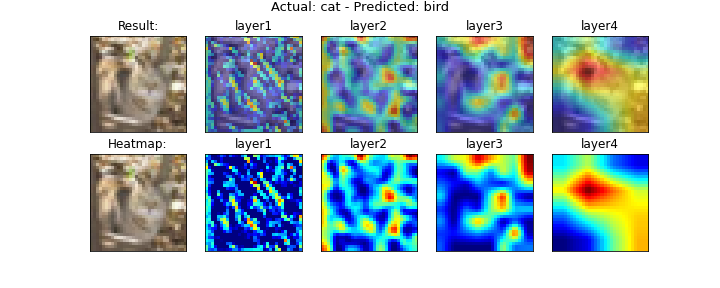 Actual: cat - Predicted: bird
Result: layer1 layer2 layer3 layer4
Heatmap: layer1 layer2 layer3 layer4